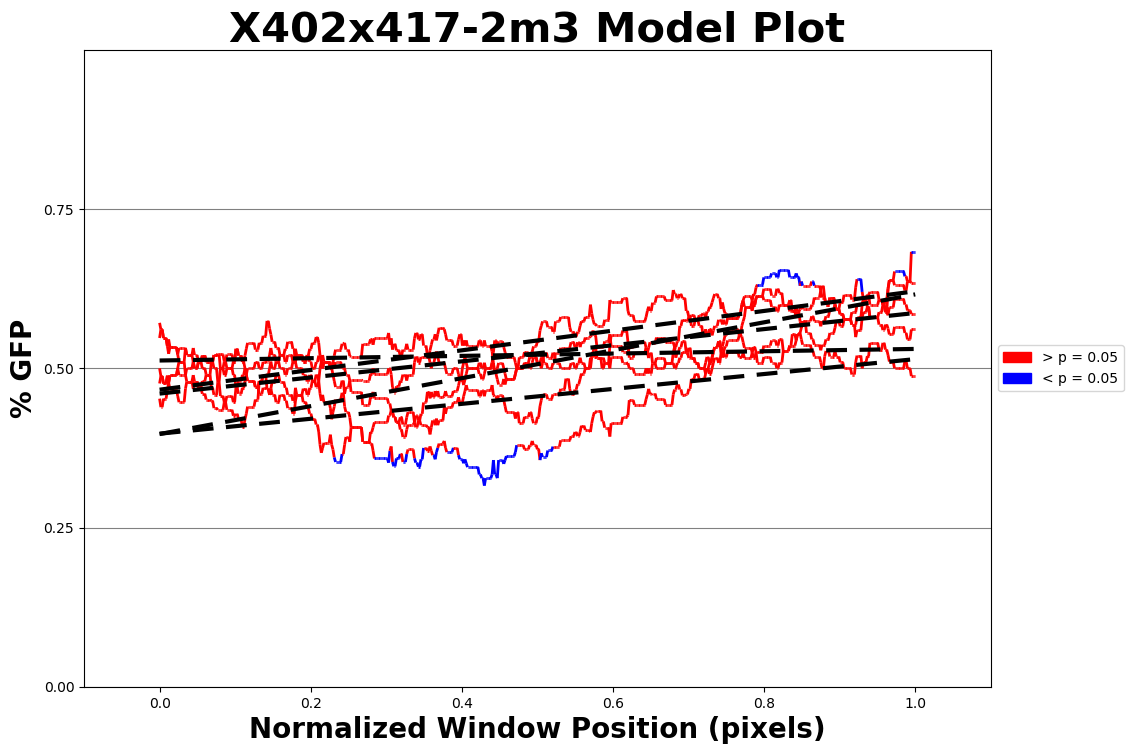 X402x417-2m3 Model Plot
% GFP
0.75
0.50
0.25
0.00
0.0 0.2 0.4 0.6 0.8 1.0
Normalized Window Position (pixels)
> p = 0.05
< p = 0.05